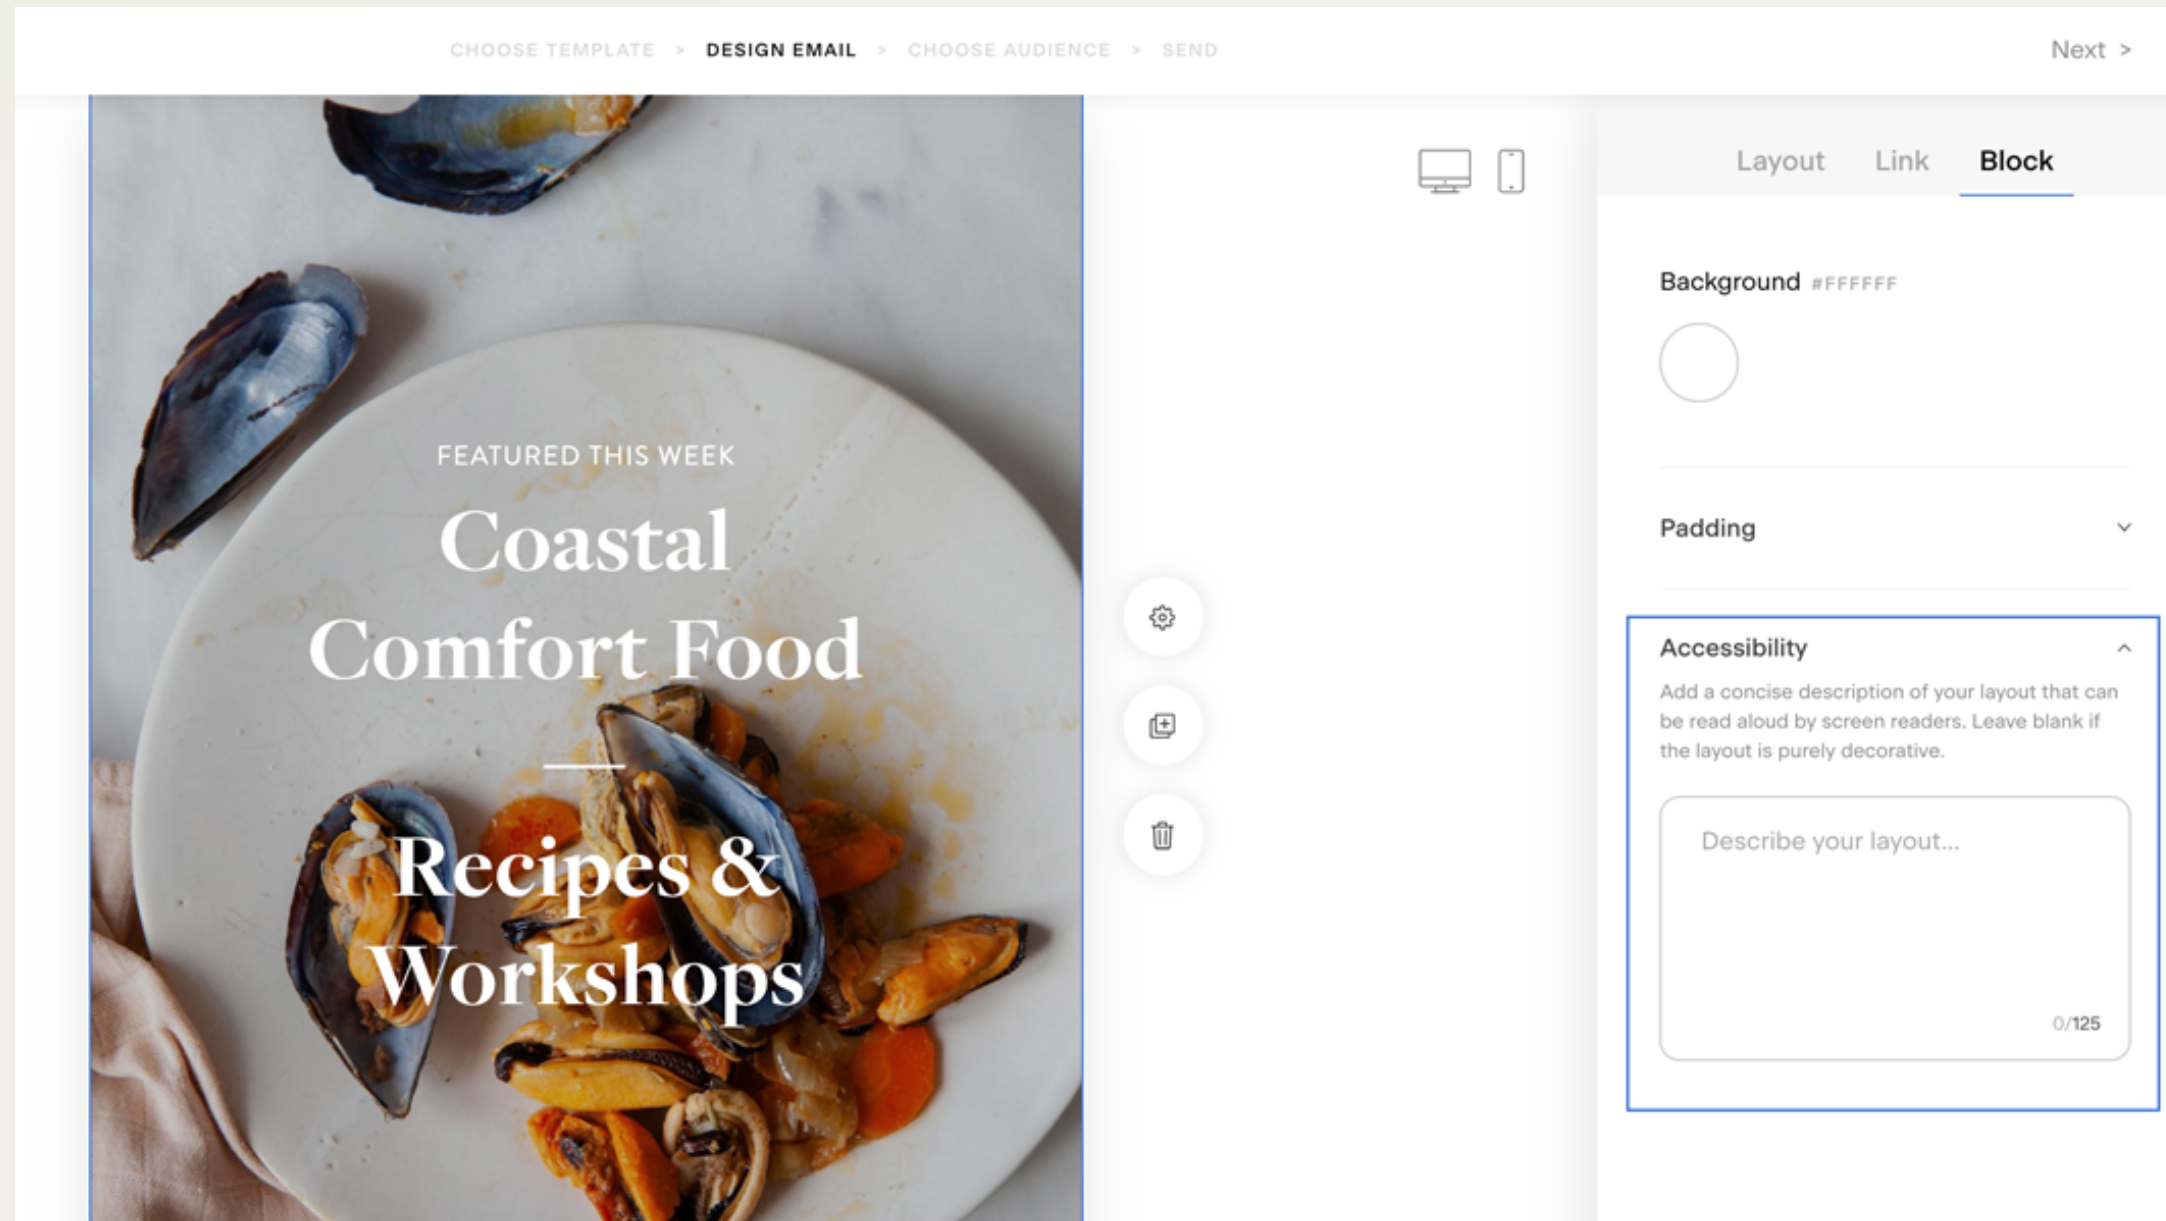 CHOOSE TEMPLATE > DESIGN EMAIL > CHOOSE AUDIENCE > SEND
Next >
Layout Link Block
Background #FFFFFF
Padding
Accessibility
Add a concise description of your layout that can
be read aloud by screen readers. Leave blank if
the layout is purely decorative.
Describe your layout...
0/125
FEATURED THIS WEEK
Coastal
Comfort Food
Recipes &
Workshops